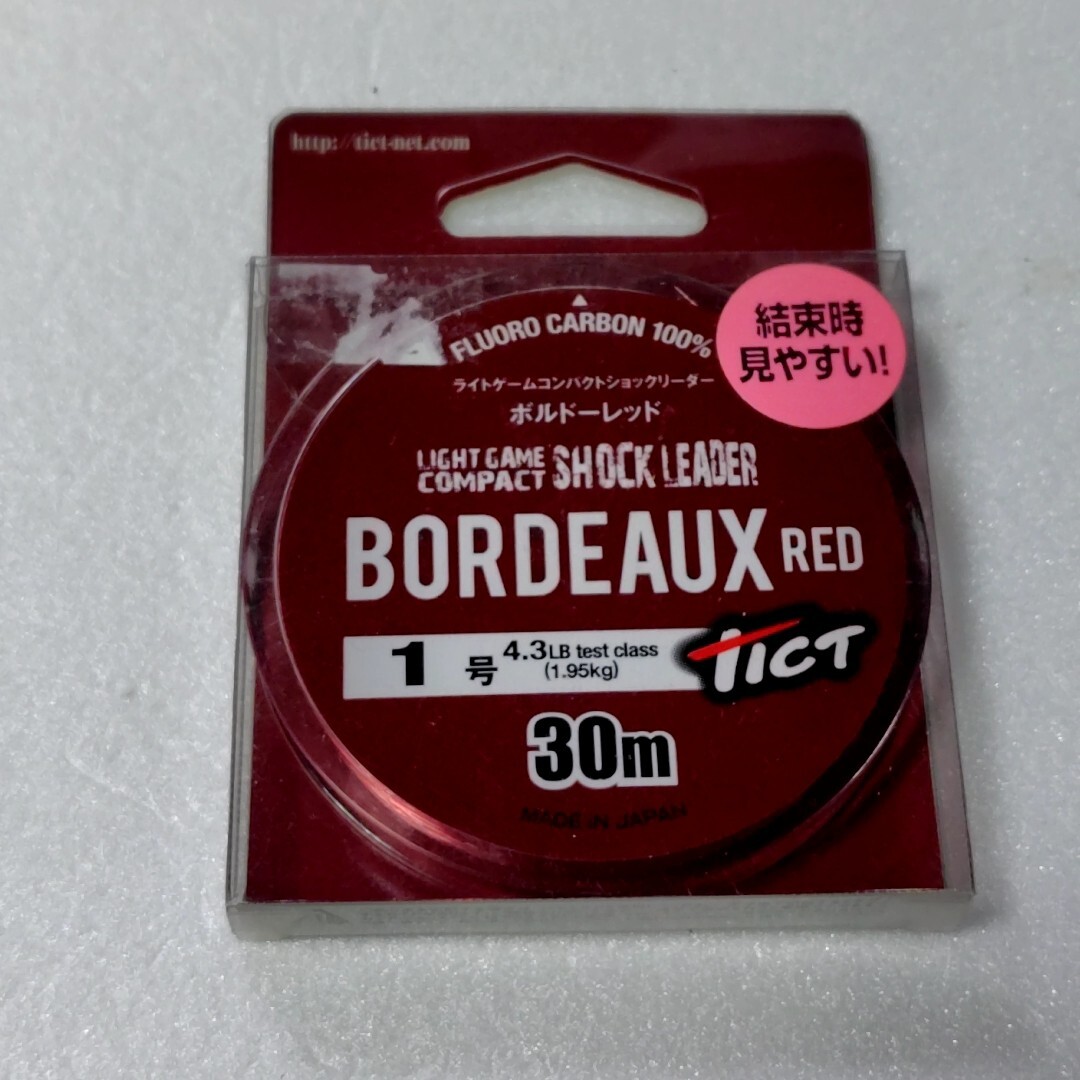 http://tict-net.com
結束時
見やすい!
FLUORO CARBON 100%
ライトゲームコンパクトショックリーダー
ボルドーレッド
LIGHT GAME
COMPACT SHOCK LEADER
BORDEAUX RED
1号 4.3LB test class
(1.95kg)
TICT
30m
MADE IN JAPAN